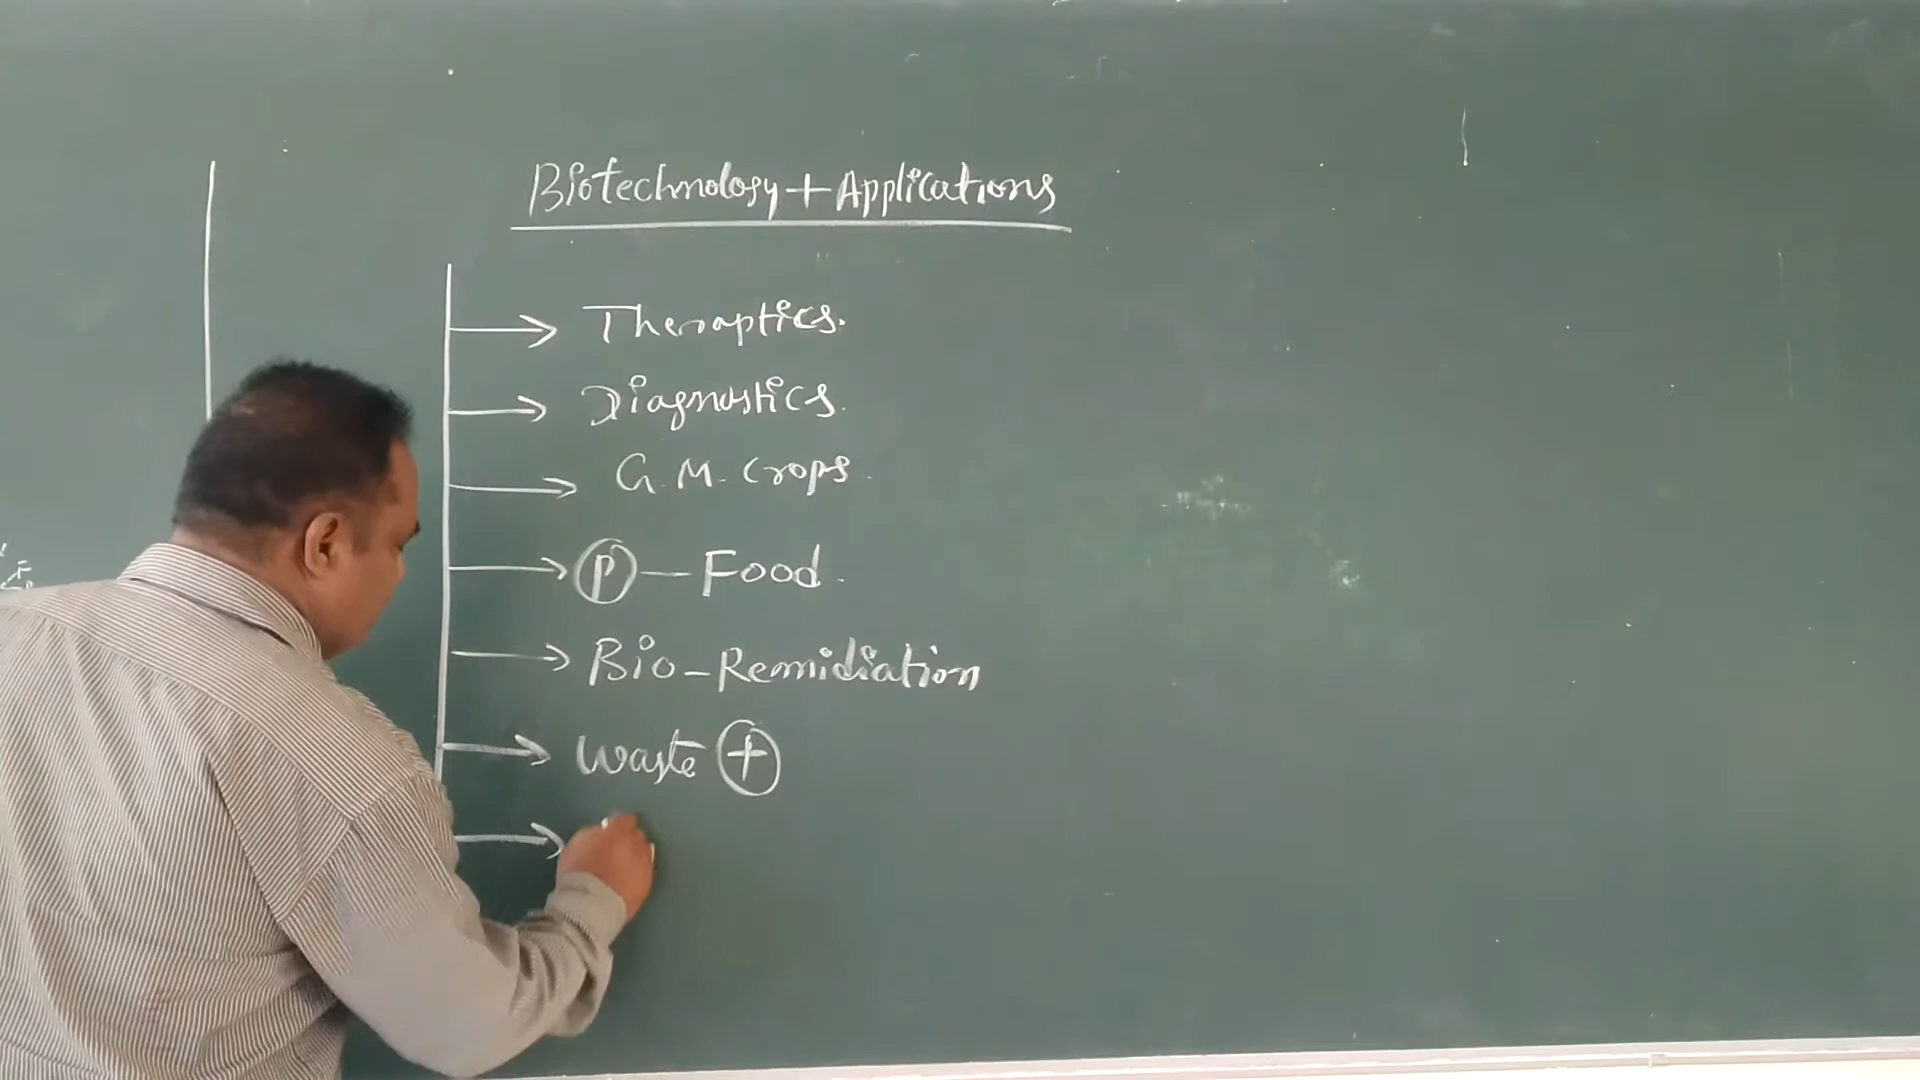 Biotechnology + Applications
Theraptics.
Diagnostics.
G.M. Crops.
P - Food.
Bio-Remidiation
Waste +